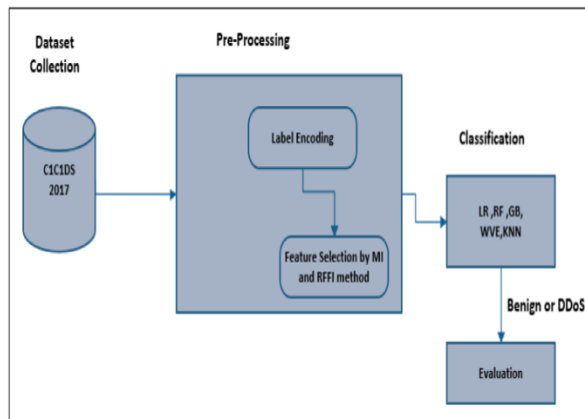 Dataset
Collection
Pre-Processing
C1C1DS
2017
Label Encoding
Feature Selection by MI
and RFFI method
Classification
LR ,RF ,GB,
WVE,KNN
Benign or DDoS
Evaluation